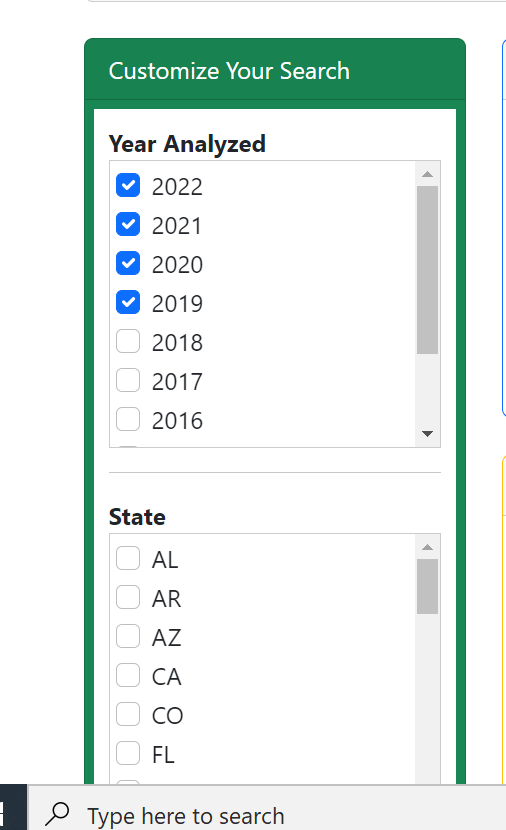 Customize Your Search
Year Analyzed
2022
2021
2020
2019
2018
2017
2016
State
AL
AR
AZ
CA
CO
FL
Type here to search